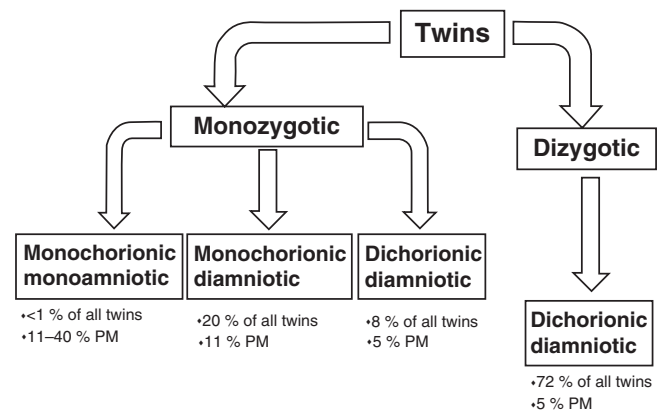 Twins
Monozygotic
Dizygotic
Monochorionic
monoamniotic
⬩<1 % of all twins
⬩11–40 % PM
Monochorionic
diamniotic
⬩20 % of all twins
⬩11 % PM
Dichorionic
diamniotic
⬩8 % of all twins
⬩5 % PM
Dichorionic
diamniotic
⬩72 % of all twins
⬩5 % PM